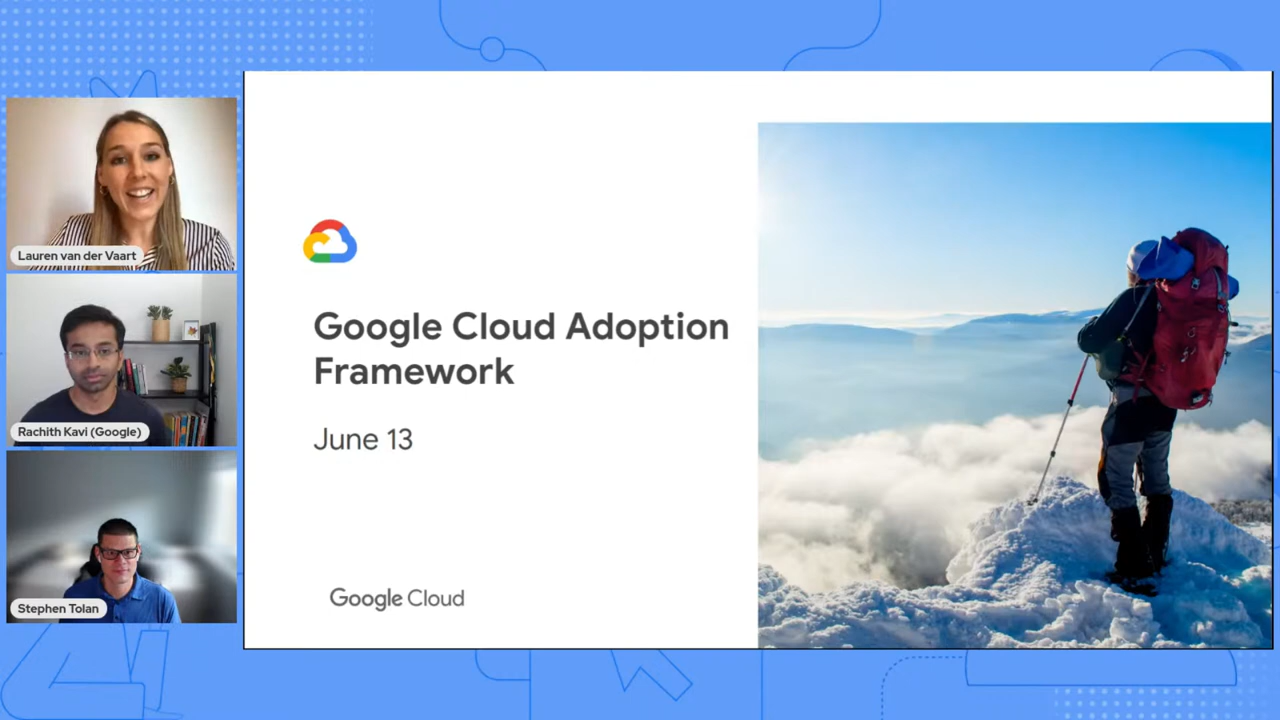 Lauren van der Vaart
Rachith Kavi (Google)
Stephen Tolan
Google Cloud Adoption
Framework
June 13
Google Cloud